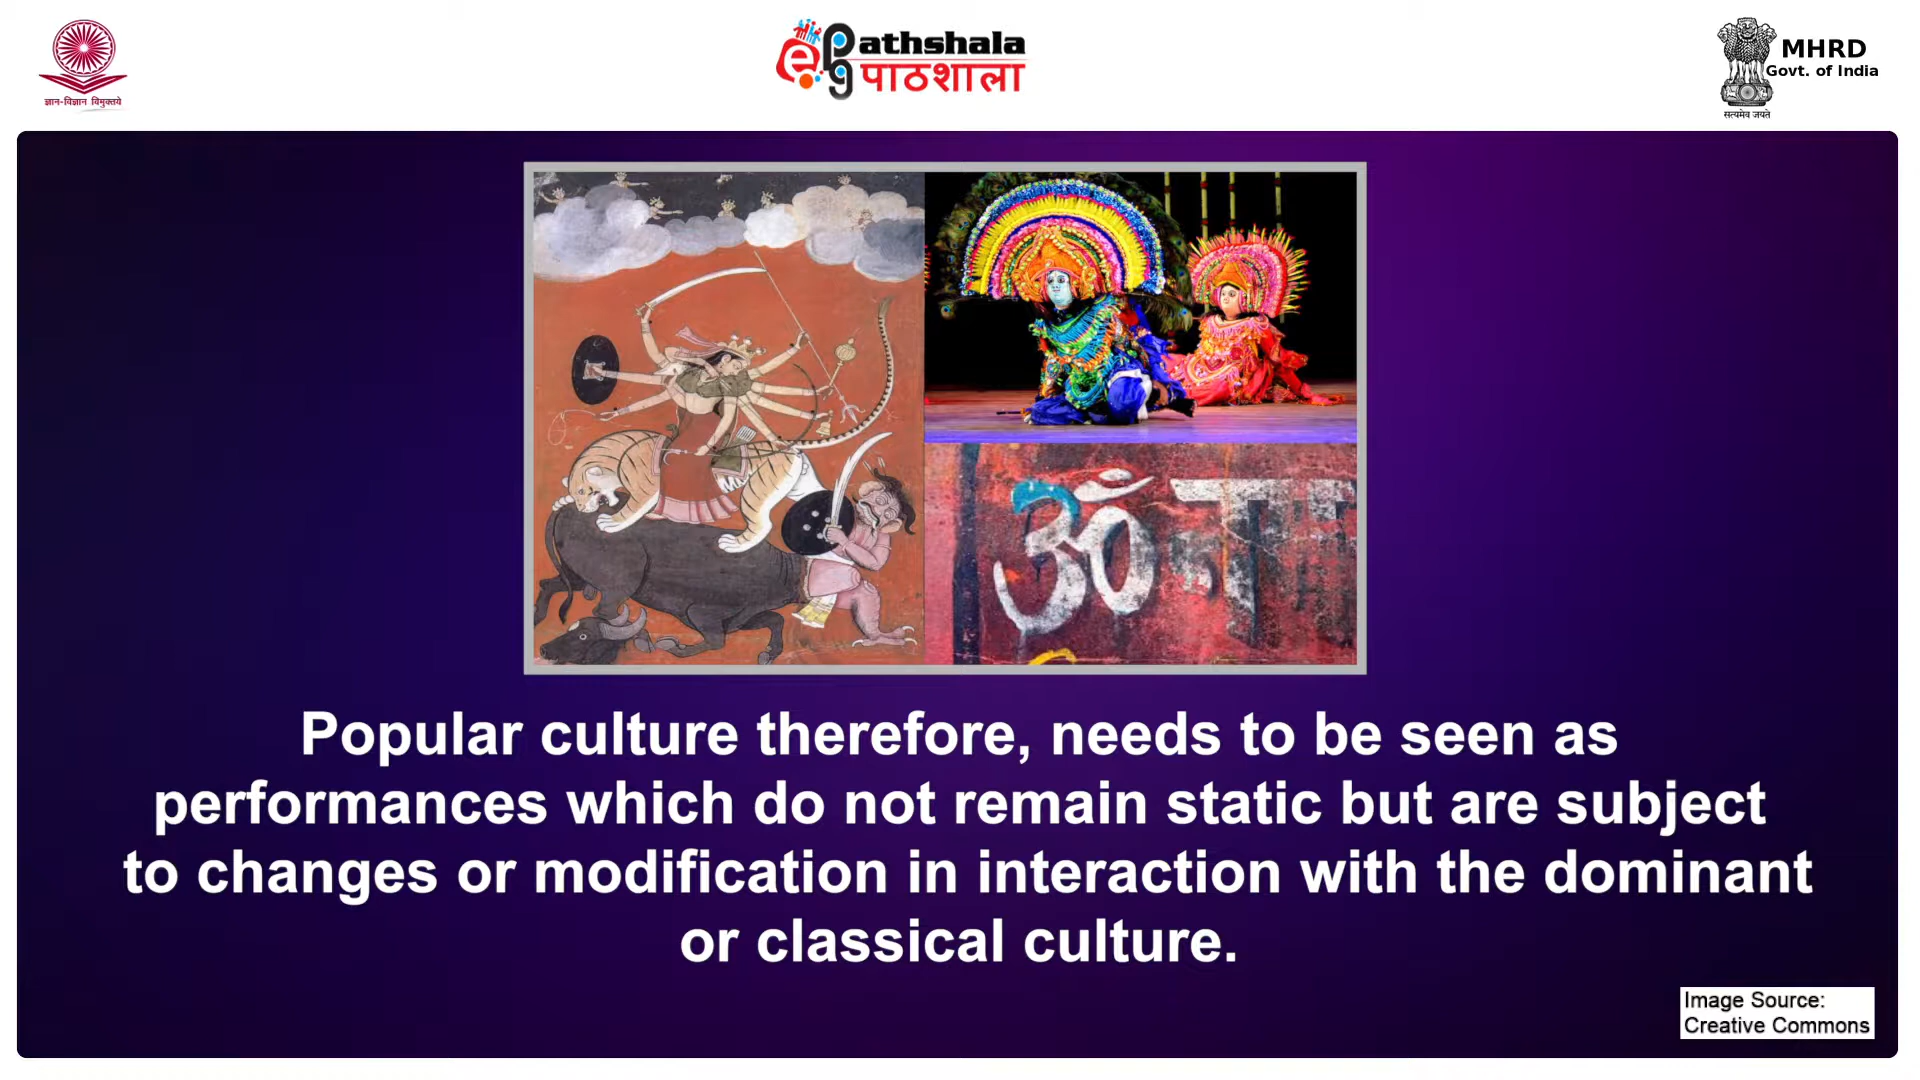 ज्ञान-विज्ञान विमुक्तये
e
pg
athshala
पाठशाला
MHRD
Govt. of India
सत्यमेव जयते
ॐ
Popular culture therefore, needs to be seen as
performances which do not remain static but are subject
to changes or modification in interaction with the dominant
or classical culture.
Image Source:
Creative Commons